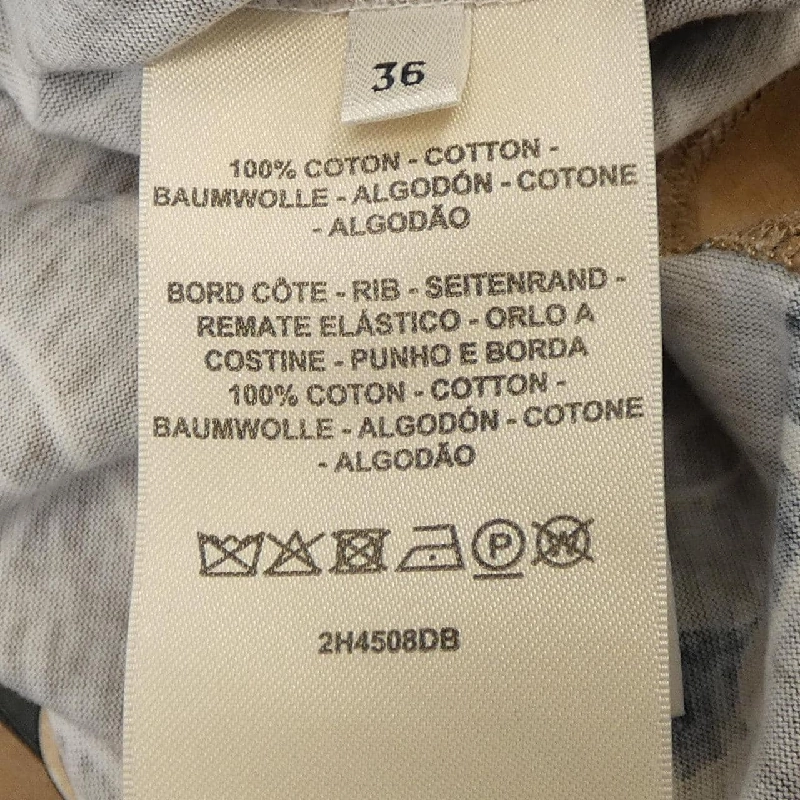 36
100% COTON - COTTON -
BAUMWOLLE - ALGODÓN - COTONE
- ALGODÃO
BORD CÔTE - RIB - SEITENRAND -
REMATE ELÁSTICO - ORLO A
COSTINE - PUNHO E BORDA
100% COTON - COTTON -
BAUMWOLLE - ALGODÓN - COTONE
- ALGODÃO
P W
2H4508DB